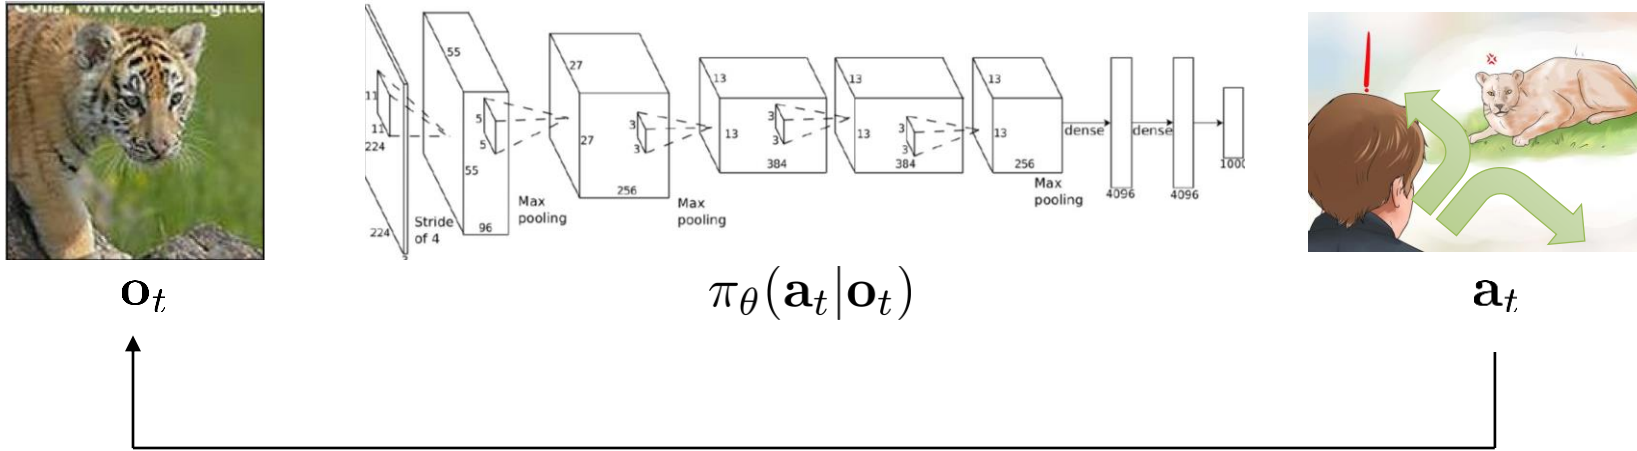 Colla, www.OceanLight.c
11
11
224
224
3
Stride
of 4
55
55
96
5
5
Max
pooling
27
27
256
3
3
Max
pooling
13
13
384
3
3
13
13
384
3
3
13
13
256
Max
pooling
dense
4096
dense
4096
1000
!
o_t
π_θ(a_t|o_t)
a_t